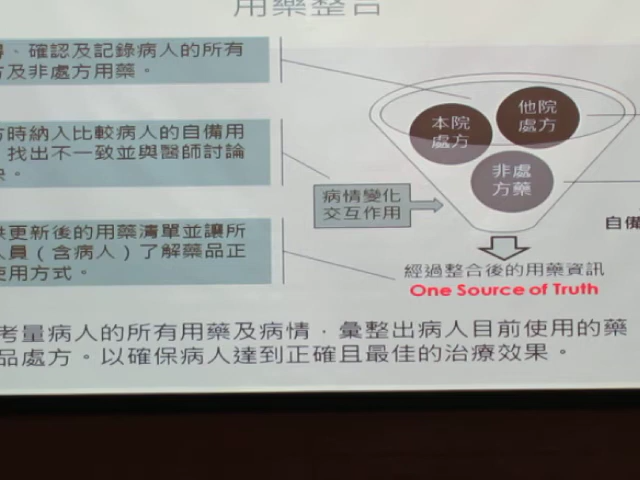 用藥整合
、確認及記錄病人的所有
及非處方用藥。
時納入比較病人的自備用
找出不一致並與醫師討論
。
更新後的用藥清單並讓所
人員（含病人）了解藥品正
使用方式。
本院
處方
他院
處方
非處
方藥
病情變化
交互作用
自備
經過整合後的用藥資訊
One Source of Truth
考量病人的所有用藥及病情，彙整出病人目前使用的藥
品處方。以確保病人達到正確且最佳的治療效果。